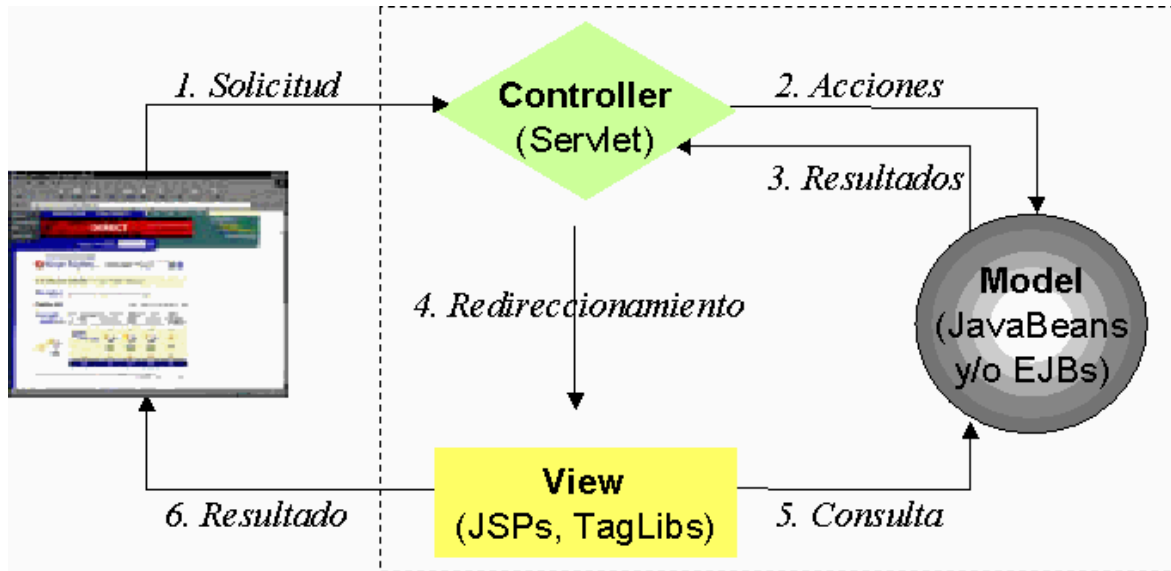 1. Solicitud
Controller
(Servlet)
2. Acciones
3. Resultados
DIRECT
4. Redireccionamiento
Model
(JavaBeans
y/o EJBs)
View
(JSPs, TagLibs)
6. Resultado
5. Consulta